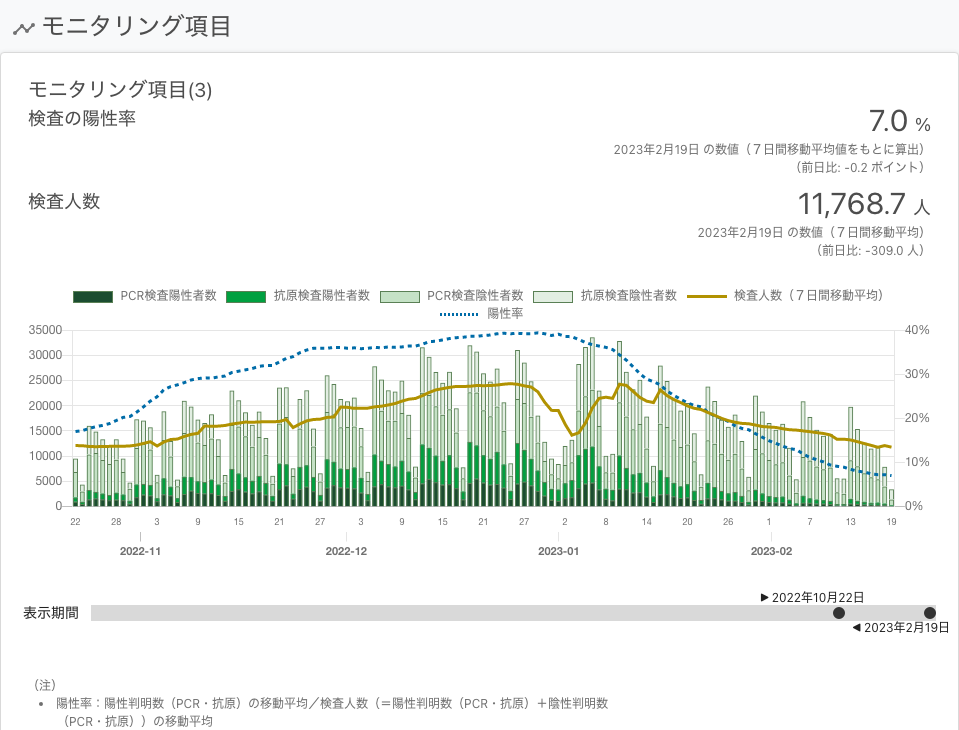 モニタリング項目
モニタリング項目(3)
検査の陽性率
7.0 %
2023年2月19日 の数値（７日間移動平均値をもとに算出）
（前日比: -0.2 ポイント）
検査人数
11,768.7 人
2023年2月19日 の数値（７日間移動平均）
（前日比: -309.0 人）
PCR検査陽性者数 抗原検査陽性者数 PCR検査陰性者数 抗原検査陰性者数 検査人数（７日間移動平均）
陽性率
35000 40%
30000
25000 30%
20000
15000 20%
10000 10%
5000
0 0%
22 28 3 9 15 21 27 3 9 15 21 27 2 8 14 20 26 1 7 13 19
2022-11 2022-12 2023-01 2023-02
▶ 2022年10月22日
表示期間
◀ 2023年2月19日
（注）
• 陽性率：陽性判明数（PCR・抗原）の移動平均／検査人数（＝陽性判明数（PCR・抗原）＋陰性判明数
（PCR・抗原））の移動平均